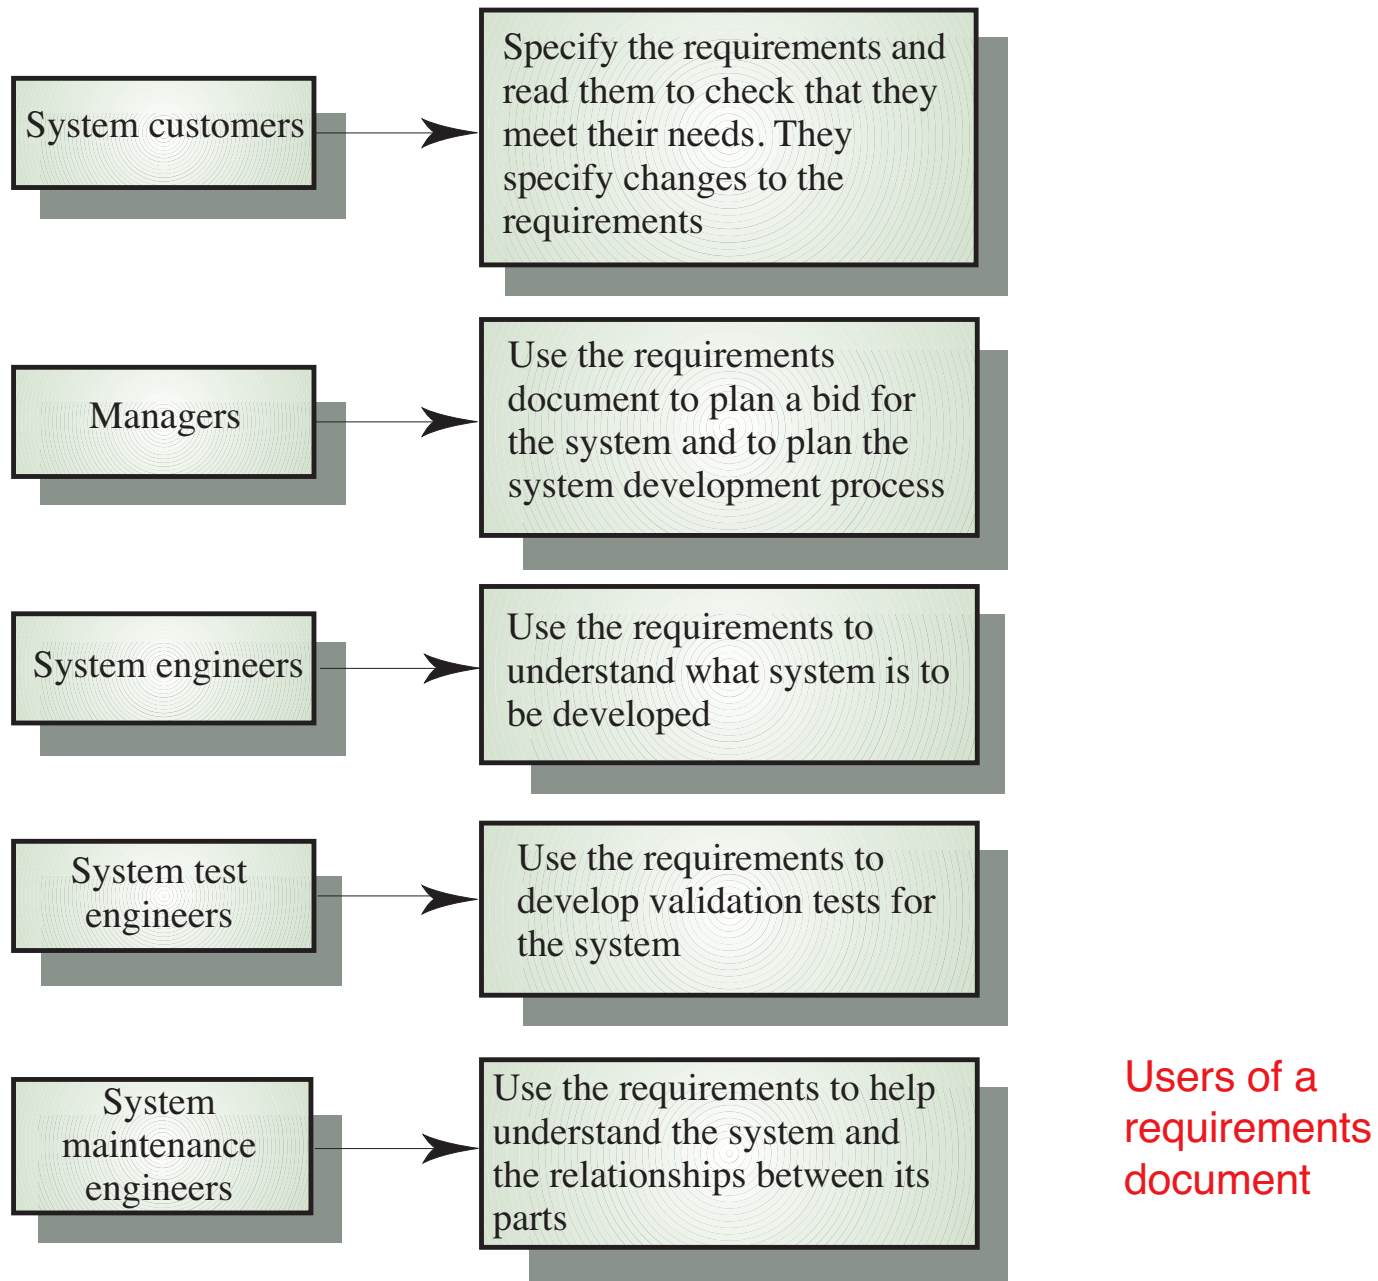 System customers
Specify the requirements and
read them to check that they
meet their needs. They
specify changes to the
requirements
Managers
Use the requirements
document to plan a bid for
the system and to plan the
system development process
System engineers
Use the requirements to
understand what system is to
be developed
System test
engineers
Use the requirements to
develop validation tests for
the system
System
maintenance
engineers
Use the requirements to help
understand the system and
the relationships between its
parts
Users of a
requirements
document